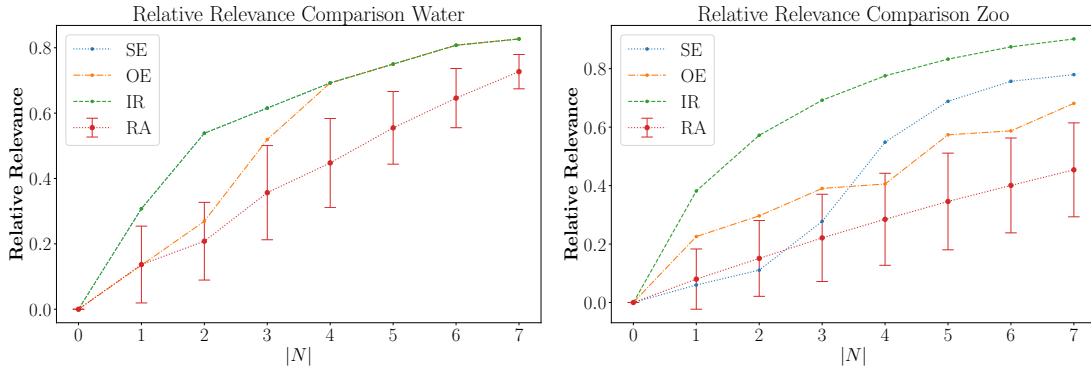 Relative Relevance Comparison Water
Relative Relevance
0.8
0.6
0.4
0.2
0.0
SE
OE
IR
RA
0 1 2 3 4 5 6 7
|N|
Relative Relevance Comparison Zoo
Relative Relevance
0.8
0.6
0.4
0.2
0.0
SE
OE
IR
RA
0 1 2 3 4 5 6 7
|N|